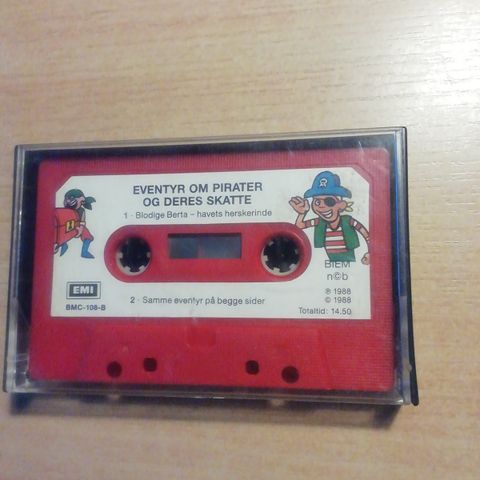 EVENTYR OM PIRATER
OG DERES SKATTE
1 · Blodige Berta – havets herskerinde
BIEM
n©b
EMI
BMC-108-B
2 · Samme eventyr på begge sider
℗ 1988
© 1988
Totaltid: 14.50